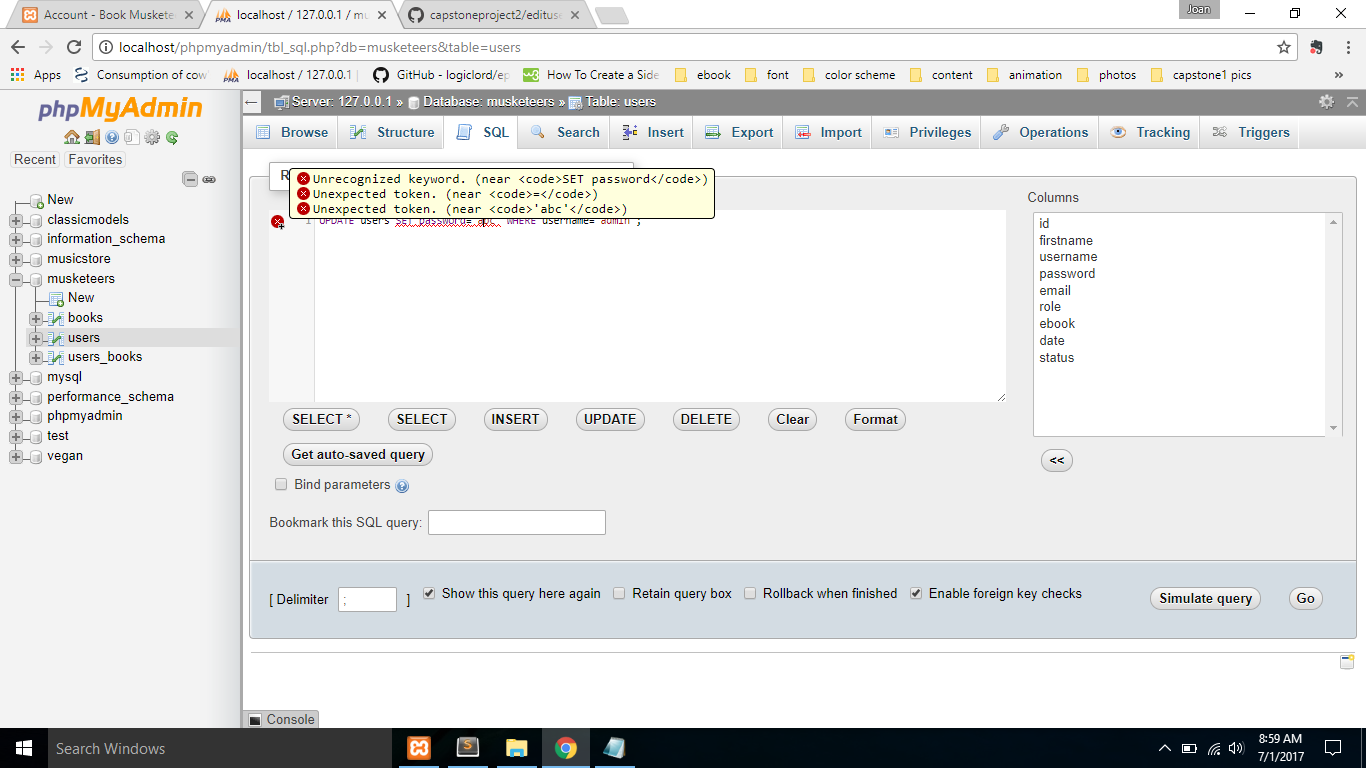 Account - Book Musketee
localhost / 127.0.0.1 / mu
capstoneproject2/edituse
Joan
localhost/phpmyadmin/tbl_sql.php?db=musketeers&table=users
Apps
Consumption of cow
localhost / 127.0.0.1
GitHub - logiclord/ep
How To Create a Side
ebook
font
color scheme
content
animation
photos
capstone1 pics
»
phpMyAdmin
Recent
Favorites
New
classicmodels
information_schema
musicstore
musketeers
New
books
users
users_books
mysql
performance_schema
phpmyadmin
test
vegan
Server: 127.0.0.1 » Database: musketeers » Table: users
Browse
Structure
SQL
Search
Insert
Export
Import
Privileges
Operations
Tracking
Triggers
Unrecognized keyword. (near <code>SET password</code>)
Unexpected token. (near <code>=</code>)
Unexpected token. (near <code>'abc'</code>)
1 UPDATE users SET password='abc' WHERE username='admin';
Columns
id
firstname
username
password
email
role
ebook
date
status
<<
SELECT *
SELECT
INSERT
UPDATE
DELETE
Clear
Format
Get auto-saved query
Bind parameters
Bookmark this SQL query:
[ Delimiter ; ]
Show this query here again
Retain query box
Rollback when finished
Enable foreign key checks
Simulate query
Go
Console
Search Windows
8:59 AM
7/1/2017